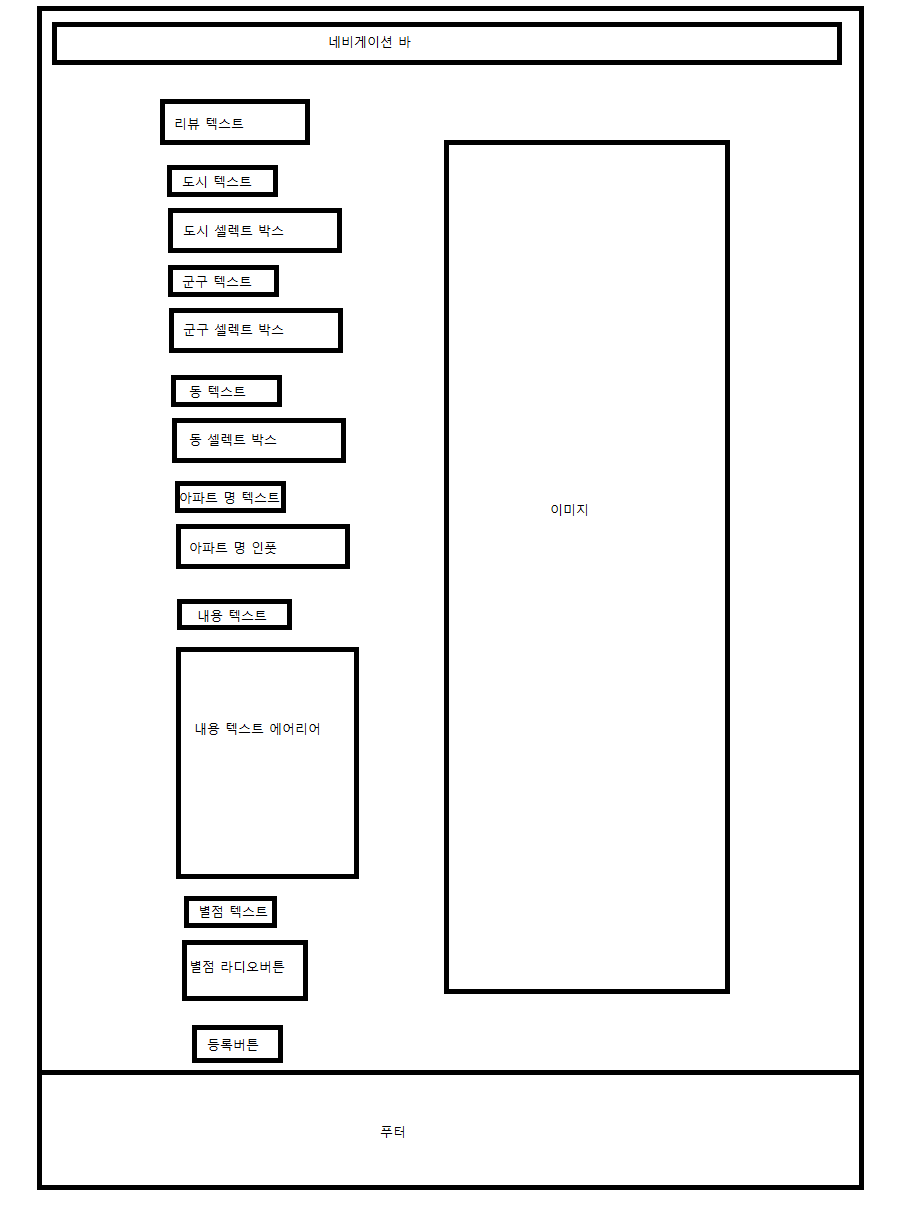 네비게이션 바
리뷰 텍스트
도시 텍스트
도시 셀렉트 박스
군구 텍스트
군구 셀렉트 박스
동 텍스트
동 셀렉트 박스
아파트 명 텍스트
아파트 명 인풋
내용 텍스트
내용 텍스트 에어리어
별점 텍스트
별점 라디오버튼
등록버튼
이미지
푸터